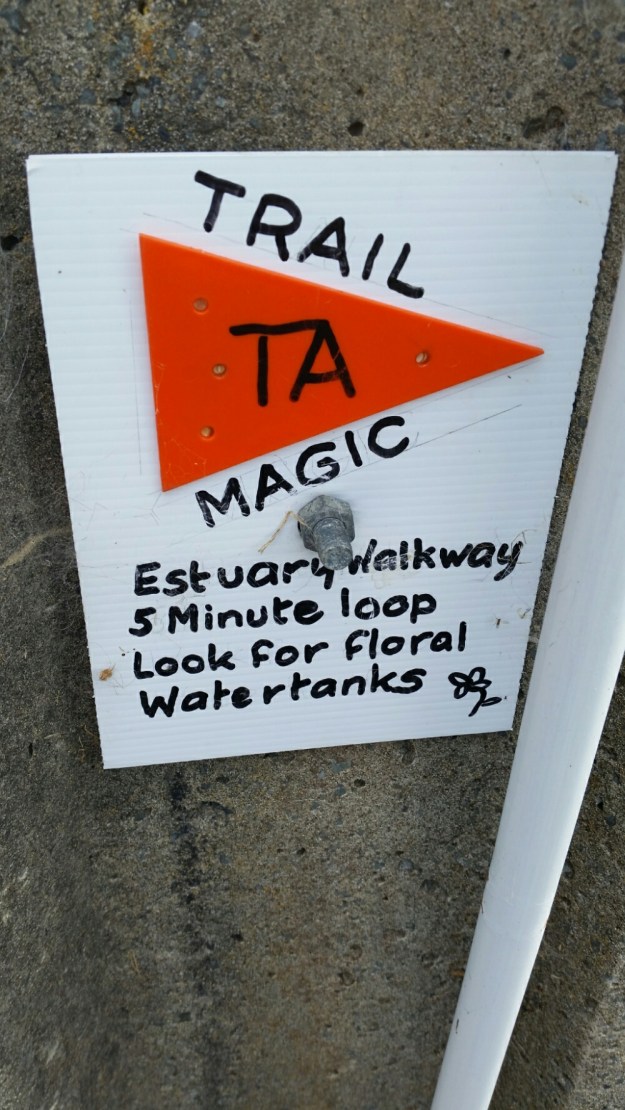 TRAIL
TA
MAGIC
Estuary Walkway
5 Minute loop
Look for floral
Watertanks